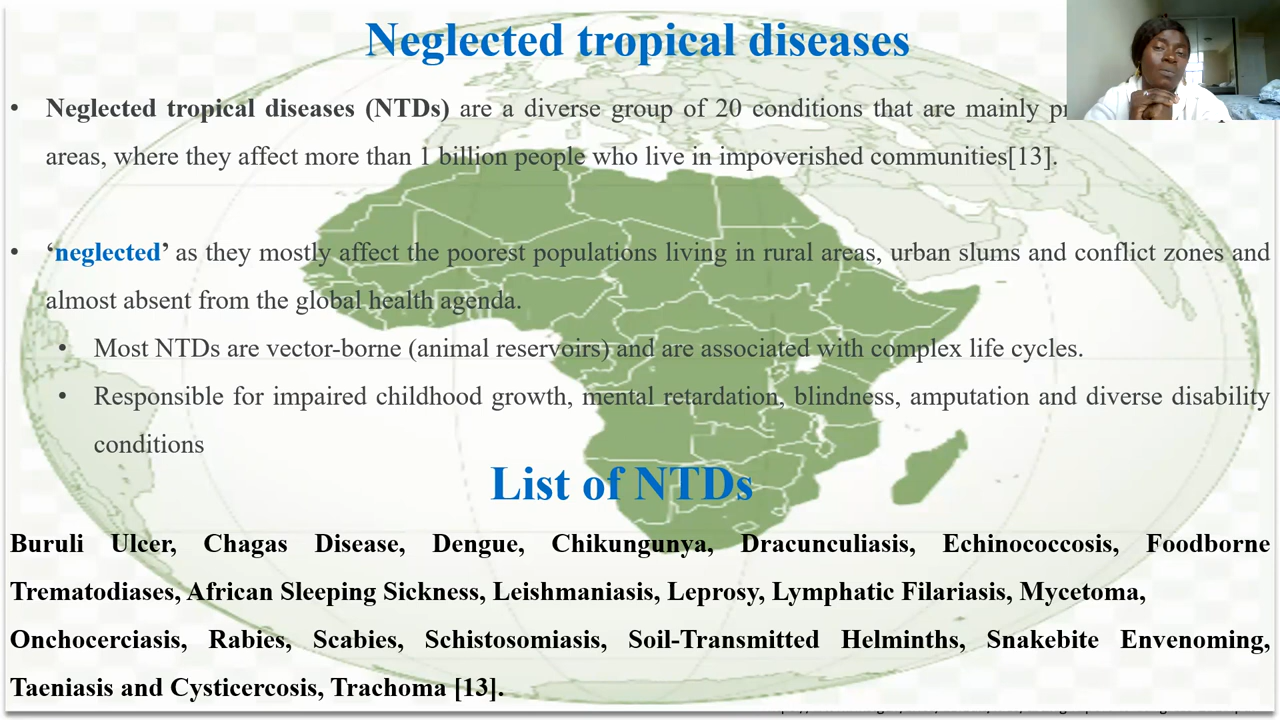 Neglected tropical diseases
• Neglected tropical diseases (NTDs) are a diverse group of 20 conditions that are mainly
areas, where they affect more than 1 billion people who live in impoverished communities[13].
• ‘neglected’ as they mostly affect the poorest populations living in rural areas, urban slums and conflict zones and
almost absent from the global health agenda.
• Most NTDs are vector-borne (animal reservoirs) and are associated with complex life cycles.
• Responsible for impaired childhood growth, mental retardation, blindness, amputation and diverse disability
conditions
List of NTDs
Buruli Ulcer, Chagas Disease, Dengue, Chikungunya, Dracunculiasis, Echinococcosis, Foodborne
Trematodiases, African Sleeping Sickness, Leishmaniasis, Leprosy, Lymphatic Filariasis, Mycetoma,
Onchocerciasis, Rabies, Scabies, Schistosomiasis, Soil-Transmitted Helminths, Snakebite Envenoming,
Taeniasis and Cysticercosis, Trachoma [13].